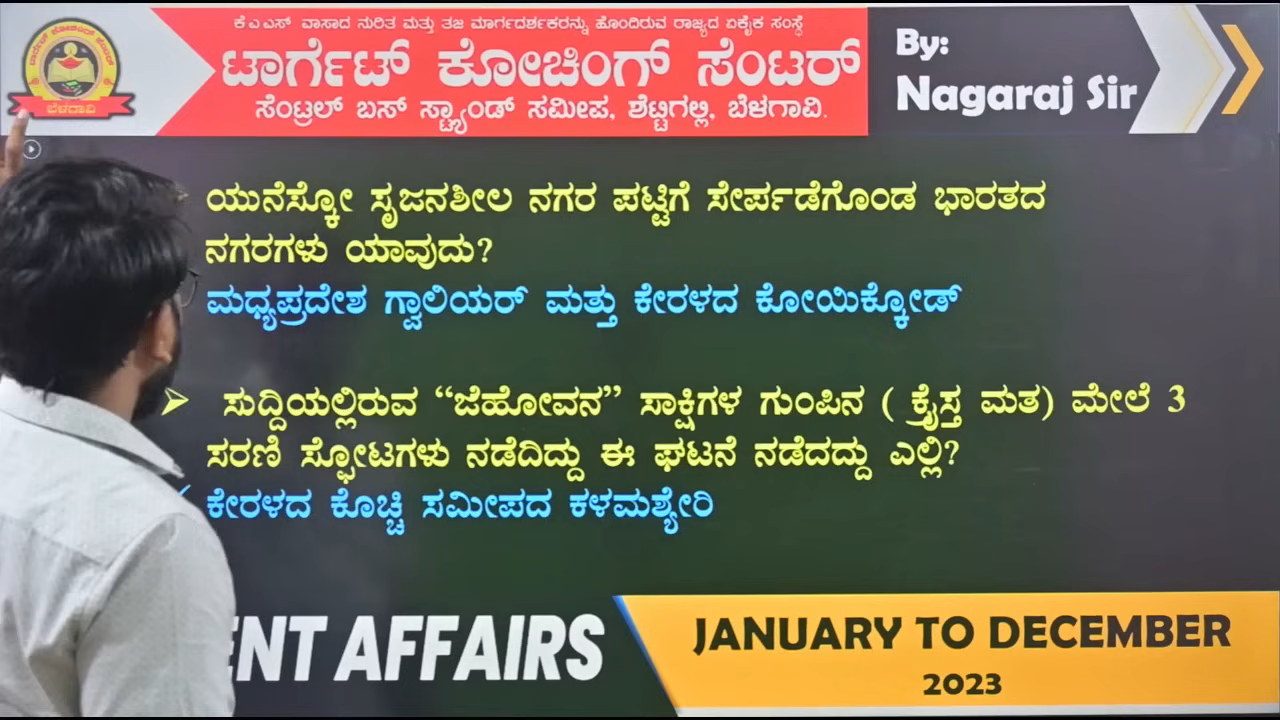 ಕೆ ಎ ಎಸ್ ಪಾಸಾದ ನುರಿತ ಮತ್ತು ತಜ್ಞ ಮಾರ್ಗದರ್ಶಕರನ್ನು ಹೊಂದಿರುವ ರಾಜ್ಯದ ಏಕೈಕ ಸಂಸ್ಥೆ
ಟಾರ್ಗೆಟ್ ಕೋಚಿಂಗ್ ಸೆಂಟರ್
ಸೆಂಟ್ರಲ್ ಬಸ್ ಸ್ಟ್ಯಾಂಡ್ ಸಮೀಪ, ಶೆಟ್ಟಿಗಲ್ಲಿ, ಬೆಳಗಾವಿ.
ಬೆಳಗಾವಿ
By:
Nagaraj Sir
ಯುನೆಸ್ಕೋ ಸೃಜನಶೀಲ ನಗರ ಪಟ್ಟಿಗೆ ಸೇರ್ಪಡೆಗೊಂಡ ಭಾರತದ
ನಗರಗಳು ಯಾವುದು?
ಮಧ್ಯಪ್ರದೇಶ ಗ್ವಾಲಿಯರ್ ಮತ್ತು ಕೇರಳದ ಕೋಯಿಕ್ಕೋಡ್
ಸುದ್ದಿಯಲ್ಲಿರುವ “ಜೆಹೋವನ” ಸಾಕ್ಷಿಗಳ ಗುಂಪಿನ ( ಕ್ರೈಸ್ತ ಮತ) ಮೇಲೆ 3
ಸರಣಿ ಸ್ಫೋಟಗಳು ನಡೆದಿದ್ದು ಈ ಘಟನೆ ನಡೆದದ್ದು ಎಲ್ಲಿ?
ಕೇರಳದ ಕೊಚ್ಚಿ ಸಮೀಪದ ಕಳಮಶ್ಯೇರಿ
ENT AFFAIRS
JANUARY TO DECEMBER
2023